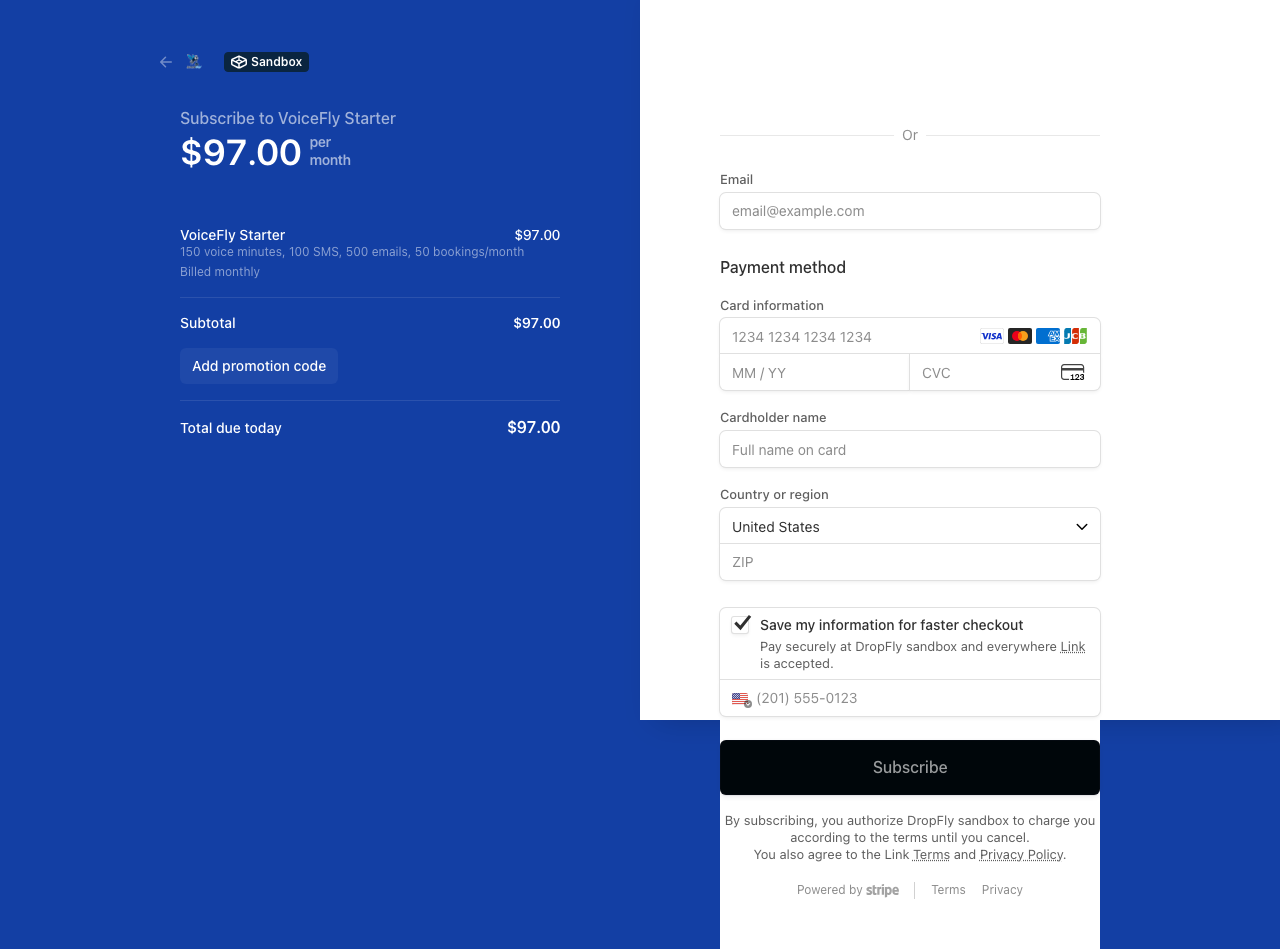 Sandbox
Subscribe to VoiceFly Starter
$97.00 per
month
VoiceFly Starter $97.00
150 voice minutes, 100 SMS, 500 emails, 50 bookings/month
Billed monthly
Subtotal $97.00
Add promotion code
Total due today $97.00
Or
Email
email@example.com
Payment method
Card information
1234 1234 1234 1234 VISA AM EX JCB
MM / YY CVC 123
Cardholder name
Full name on card
Country or region
United States
ZIP
Save my information for faster checkout
Pay securely at DropFly sandbox and everywhere Link
is accepted.
(201) 555-0123
Subscribe
By subscribing, you authorize DropFly sandbox to charge you
according to the terms until you cancel.
You also agree to the Link Terms and Privacy Policy.
Powered by stripe Terms Privacy